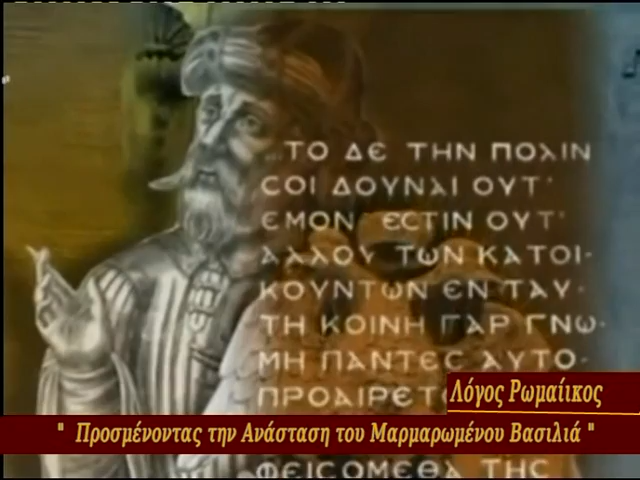 ...ΤΟ ΔΕ ΤΗΝ ΠΟΛΙΝ
CΟΙ ΔΟΥΝΑΙ ΟΥΤ'
ΕΜΟΝ ΕCΤΙΝ ΟΥΤ'
ΑΛΛΟΥ ΤΩΝ ΚΑΤΟΙ-
ΚΟΥΝΤΩΝ ΕΝ ΤΑΥ-
ΤΗ ΚΟΙΝΗ ΓΑΡ ΓΝΩ-
ΜΗ ΠΑΝΤΕC ΑΥΤΟ-
ΠΡΟΑΙΡΕΤ
Λόγος Ρωμαίικος
" Προσμένοντας την Ανάσταση του Μαρμαρωμένου Βασιλιά "
ΦΕΙCΟΜΕΘΑ ΤΗC